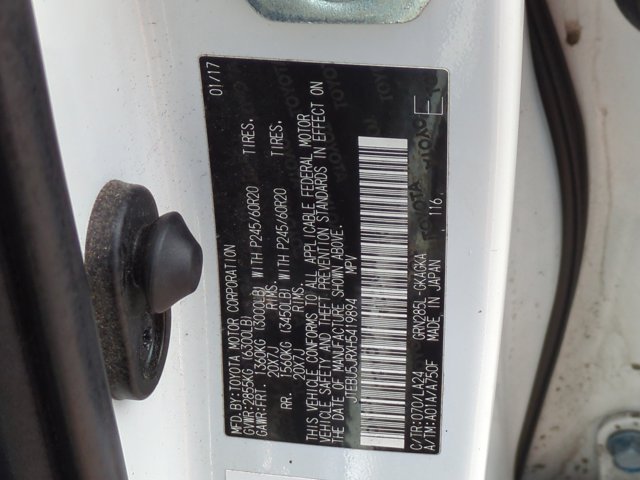 MFD.BY:TOYOTA MOTOR CORPORATION 01/17
GVWR:2855KG (6300LB)
GAWR:FRT. 1360KG (3000LB) WITH P245/60R20 TIRES.
20X7J RIMS.
RR. 1560KG (3450LB) WITH P245/60R20 TIRES.
20X7J RIMS.
THIS VEHICLE CONFORMS TO ALL APPLICABLE FEDERAL MOTOR
VEHICLE SAFETY AND THEFT PREVENTION STANDARDS IN EFFECT ON
THE DATE OF MANUFACTURE SHOWN ABOVE.
MPV
C/TR:070/LA24 GRN285L-GKAGKA
A/TM:A01A/A750F MADE IN JAPAN 116. E
TOYOTA